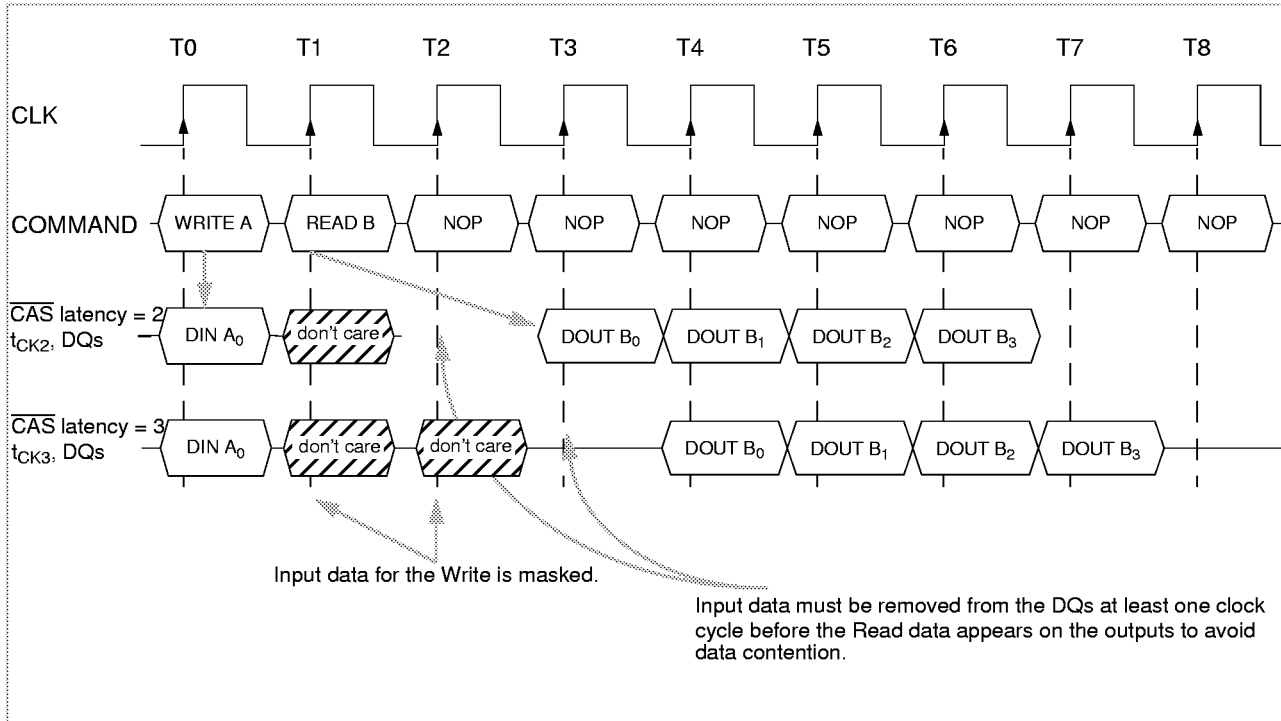 T0 T1 T2 T3 T4 T5 T6 T7 T8
CLK
COMMAND WRITE A READ B NOP NOP NOP NOP NOP NOP NOP
C̅A̅S̅ latency = 2
t_CK2, DQs DIN A₀ don't care DOUT B₀ DOUT B₁ DOUT B₂ DOUT B₃
C̅A̅S̅ latency = 3
t_CK3, DQs DIN A₀ don't care don't care DOUT B₀ DOUT B₁ DOUT B₂ DOUT B₃
Input data for the Write is masked.
Input data must be removed from the DQs at least one clock
cycle before the Read data appears on the outputs to avoid
data contention.